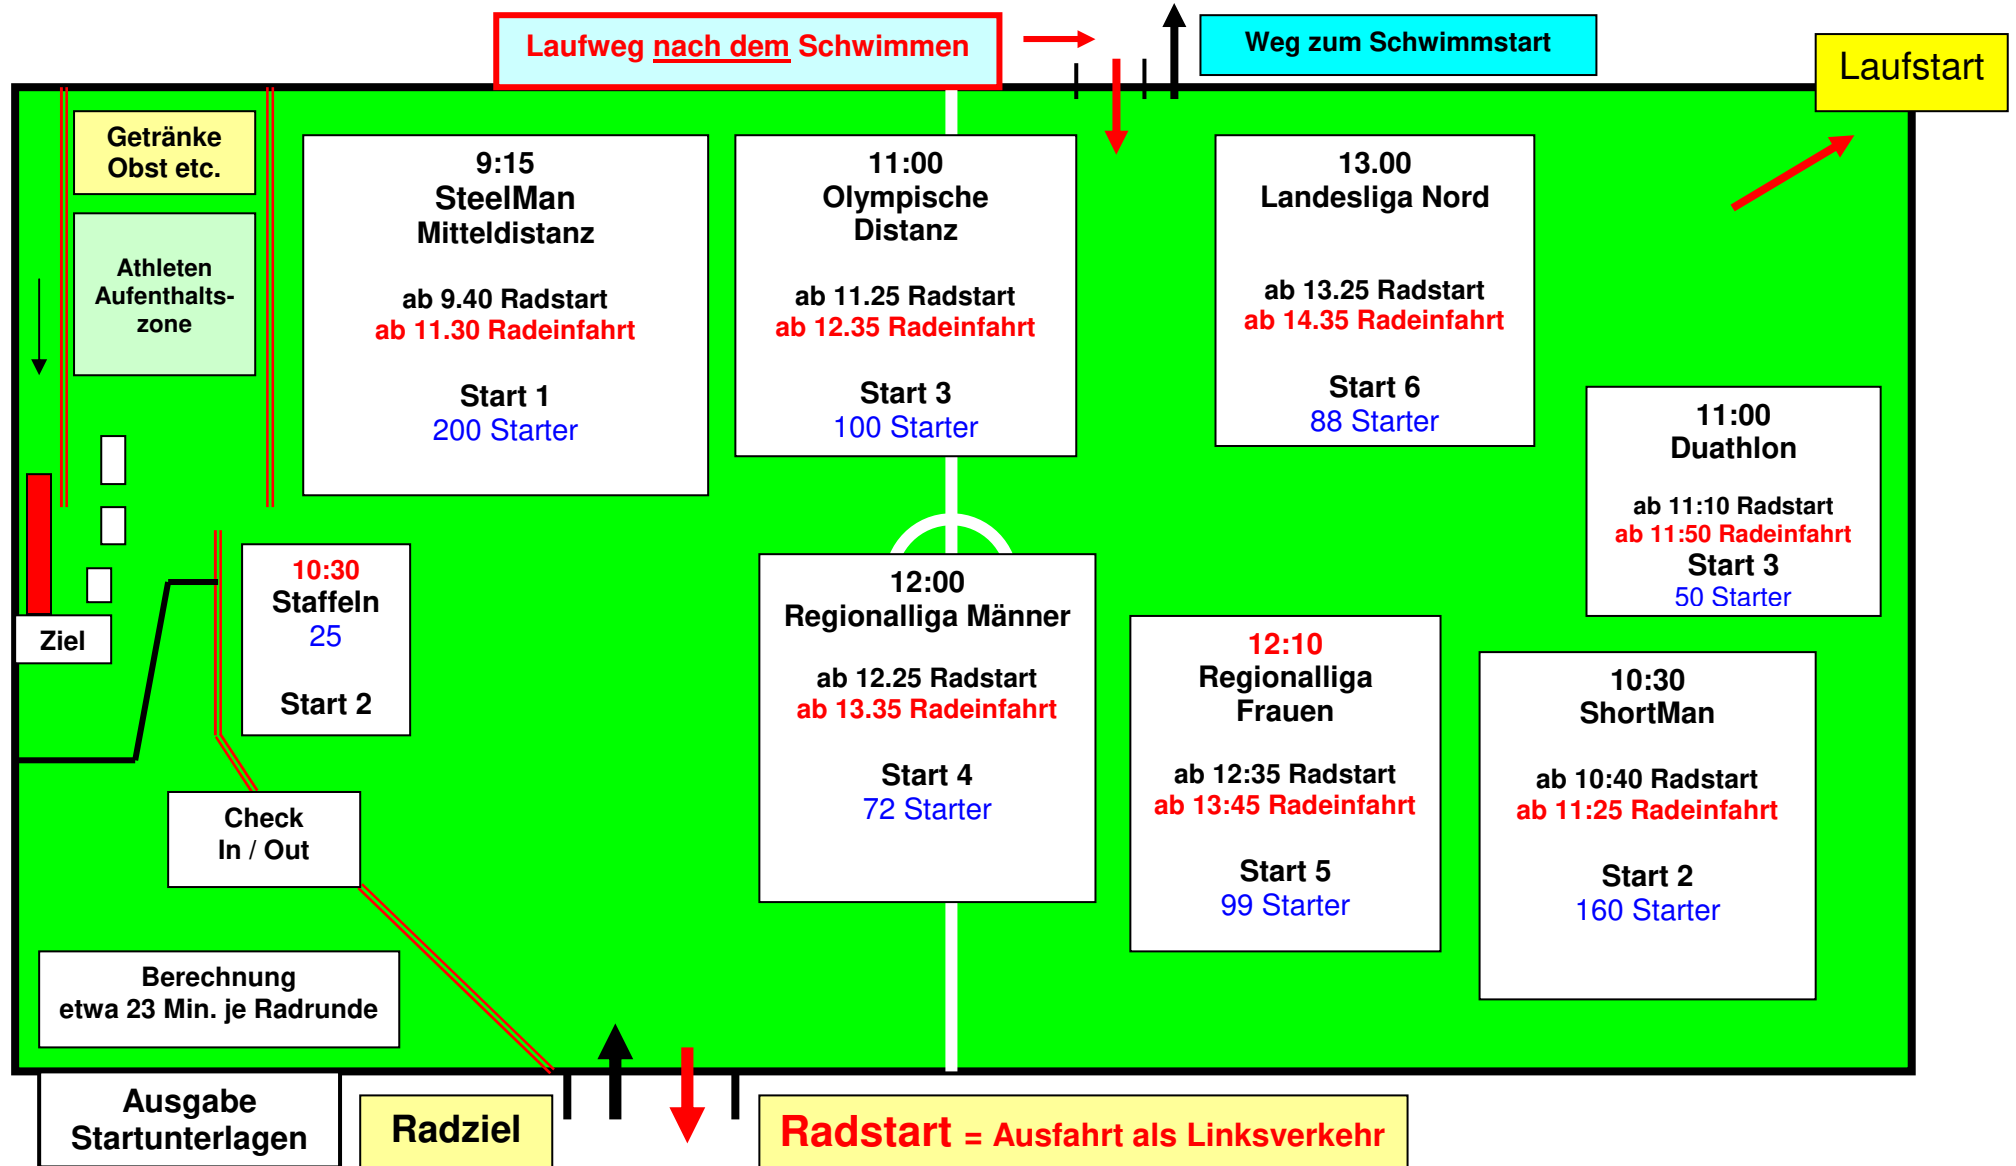 Laufweg nach dem Schwimmen
Weg zum Schwimmstart
Laufstart
Getränke
Obst etc.
Athleten
Aufenthalts-
zone
9:15
SteelMan
Mitteldistanz
ab 9.40 Radstart
ab 11.30 Radeinfahrt
Start 1
200 Starter
11:00
Olympische
Distanz
ab 11.25 Radstart
ab 12.35 Radeinfahrt
Start 3
100 Starter
13.00
Landesliga Nord
ab 13.25 Radstart
ab 14.35 Radeinfahrt
Start 6
88 Starter
11:00
Duathlon
ab 11:10 Radstart
ab 11:50 Radeinfahrt
Start 3
50 Starter
Ziel
10:30
Staffeln
25
Start 2
12:00
Regionalliga Männer
ab 12.25 Radstart
ab 13.35 Radeinfahrt
Start 4
72 Starter
12:10
Regionalliga
Frauen
ab 12:35 Radstart
ab 13:45 Radeinfahrt
Start 5
99 Starter
10:30
ShortMan
ab 10:40 Radstart
ab 11:25 Radeinfahrt
Start 2
160 Starter
Check
In / Out
Berechnung
etwa 23 Min. je Radrunde
Ausgabe
Startunterlagen
Radziel
Radstart = Ausfahrt als Linksverkehr